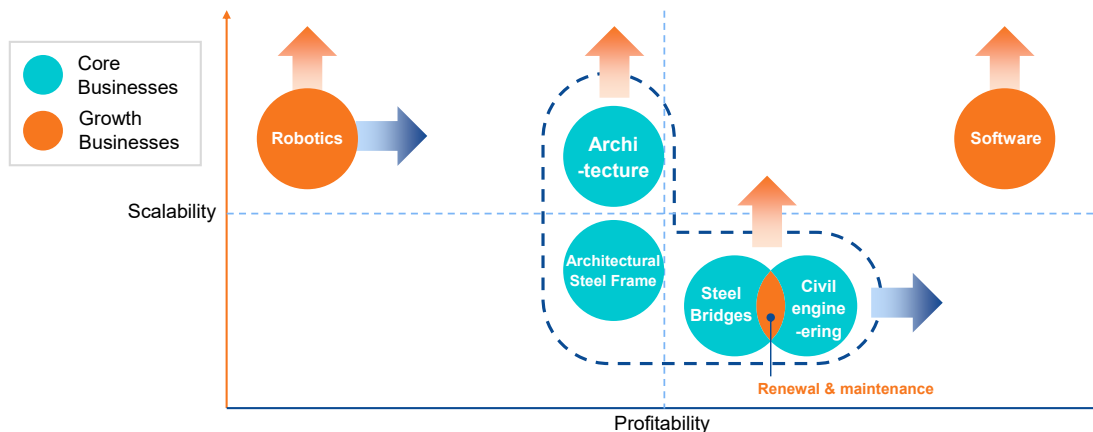 Core
Businesses
Growth
Businesses
Robotics
Archi
-tecture
Software
Scalability
Architectural
Steel Frame
Steel
Bridges
Civil
engine
-ering
Renewal & maintenance
Profitability